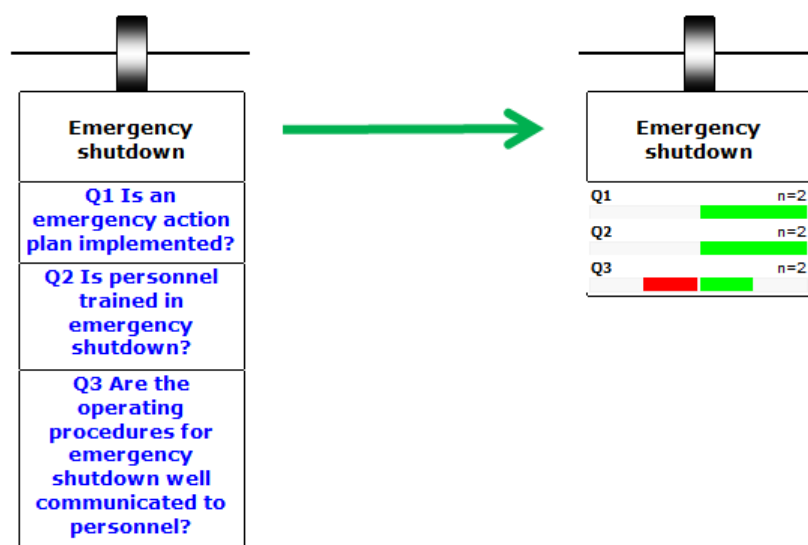 Emergency
shutdown
Q1 Is an
emergency action
plan implemented?
Q2 Is personnel
trained in
emergency
shutdown?
Q3 Are the
operating
procedures for
emergency
shutdown well
communicated to
personnel?
Emergency
shutdown
Q1 n=2
Q2 n=2
Q3 n=2